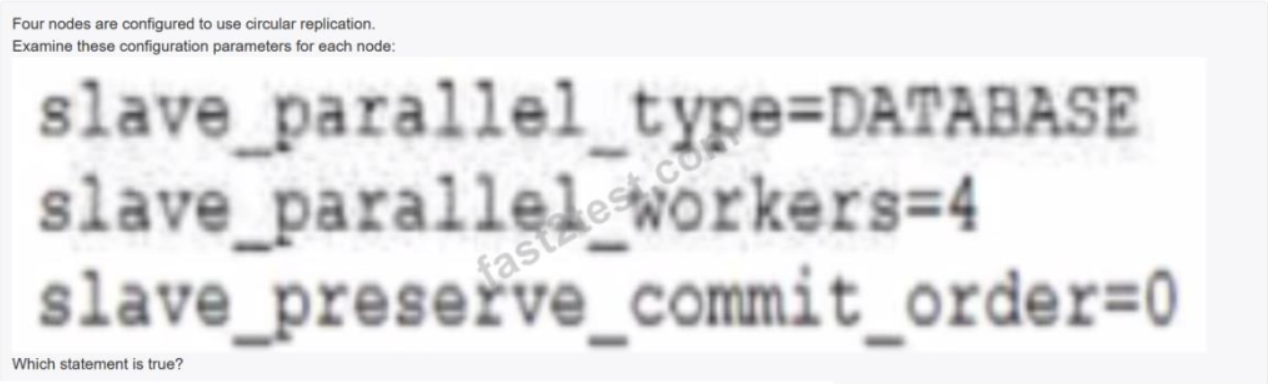 Four nodes are configured to use circular replication.
Examine these configuration parameters for each node:
slave_parallel_type=DATABASE
slave_parallel_workers=4
slave_preserve_commit_order=0
fast2test.com
Which statement is true?